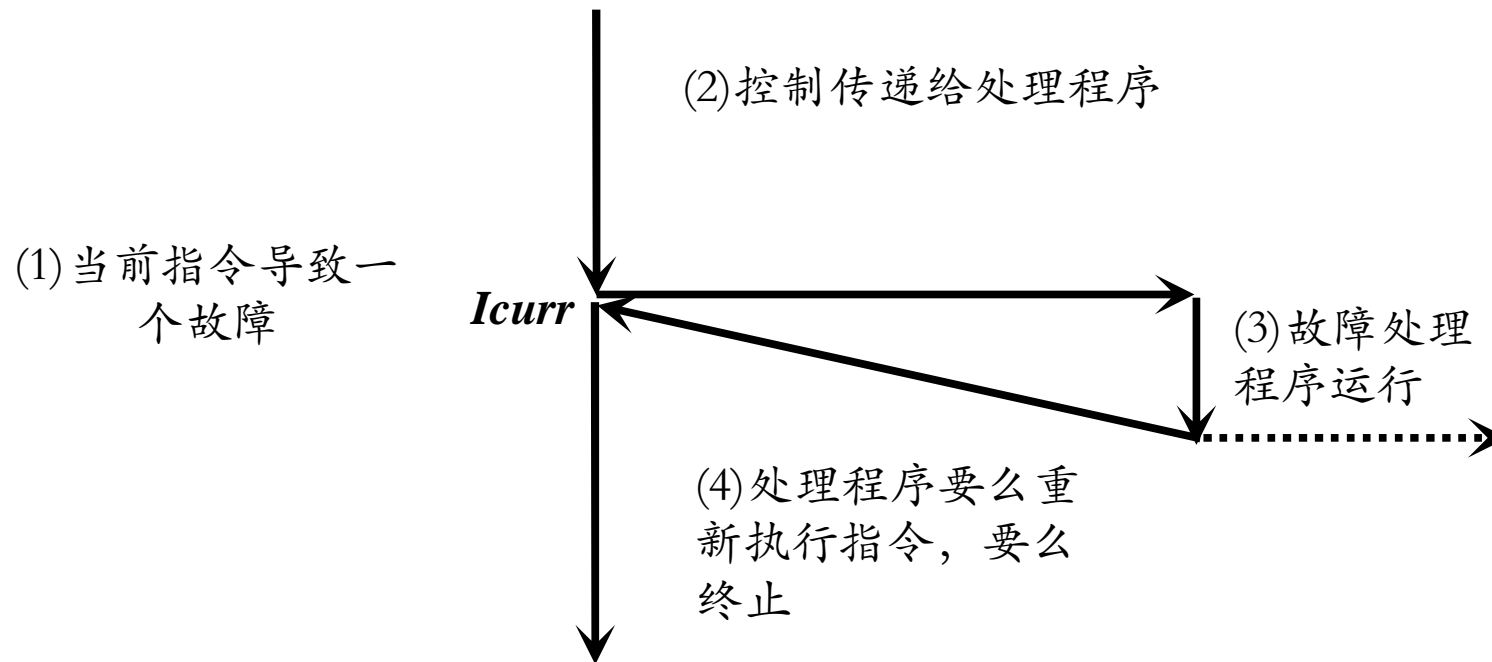 (2)控制传递给处理程序
(1)当前指令导致一
个故障
Icurr
(3)故障处理
程序运行
(4)处理程序要么重
新执行指令，要么
终止